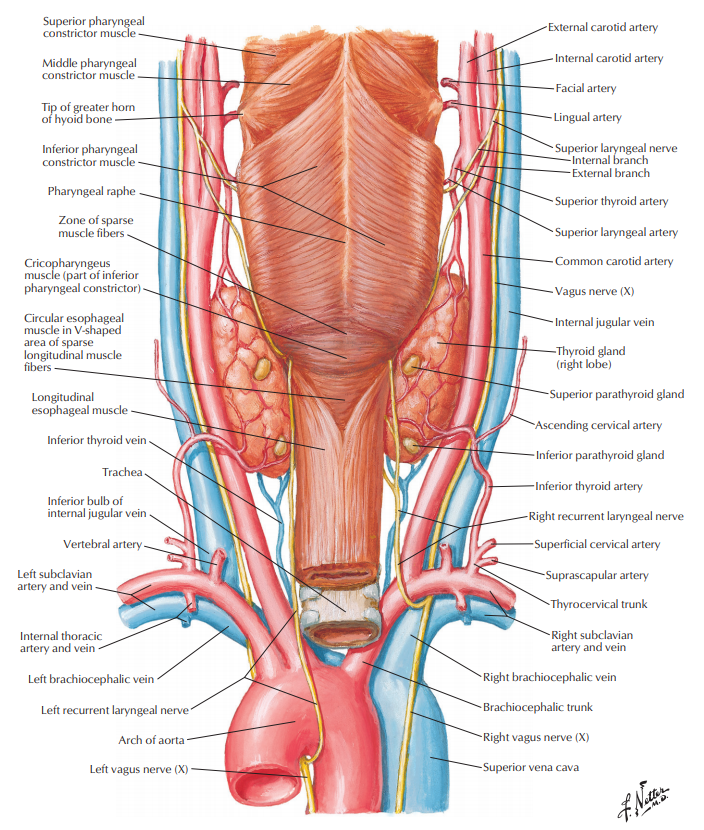 Superior pharyngeal
constrictor muscle
Middle pharyngeal
constrictor muscle
Tip of greater horn
of hyoid bone
Inferior pharyngeal
constrictor muscle
Pharyngeal raphe
Zone of sparse
muscle fibers
Cricopharyngeus
muscle (part of inferior
pharyngeal constrictor)
Circular esophageal
muscle in V-shaped
area of sparse
longitudinal muscle
fibers
Longitudinal
esophageal muscle
Inferior thyroid vein
Trachea
Inferior bulb of
internal jugular vein
Vertebral artery
Left subclavian
artery and vein
Internal thoracic
artery and vein
Left brachiocephalic vein
Left recurrent laryngeal nerve
Arch of aorta
Left vagus nerve (X)
External carotid artery
Internal carotid artery
Facial artery
Lingual artery
Superior laryngeal nerve
Internal branch
External branch
Superior thyroid artery
Superior laryngeal artery
Common carotid artery
Vagus nerve (X)
Internal jugular vein
Thyroid gland
(right lobe)
Superior parathyroid gland
Ascending cervical artery
Inferior parathyroid gland
Inferior thyroid artery
Right recurrent laryngeal nerve
Superficial cervical artery
Suprascapular artery
Thyrocervical trunk
Right subclavian
artery and vein
Right brachiocephalic vein
Brachiocephalic trunk
Right vagus nerve (X)
Superior vena cava
F. Netter
M.D.